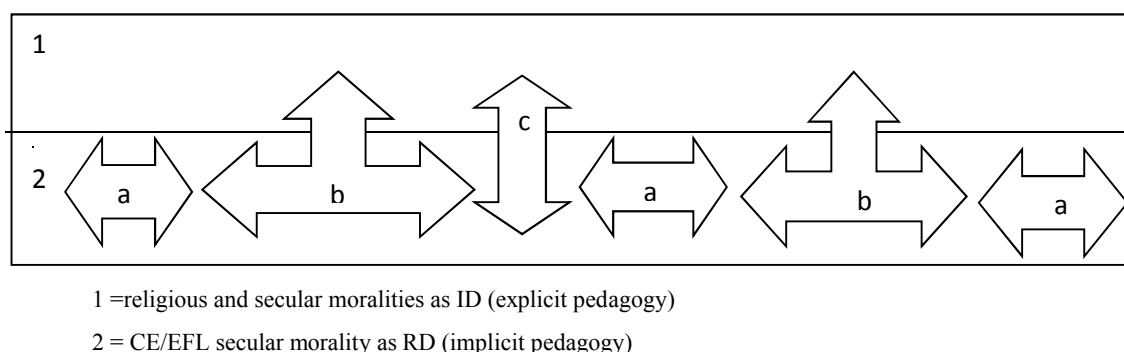 1
c
2
a
b
a
b
a
1 =religious and secular moralities as ID (explicit pedagogy)
2 = CE/EFL secular morality as RD (implicit pedagogy)